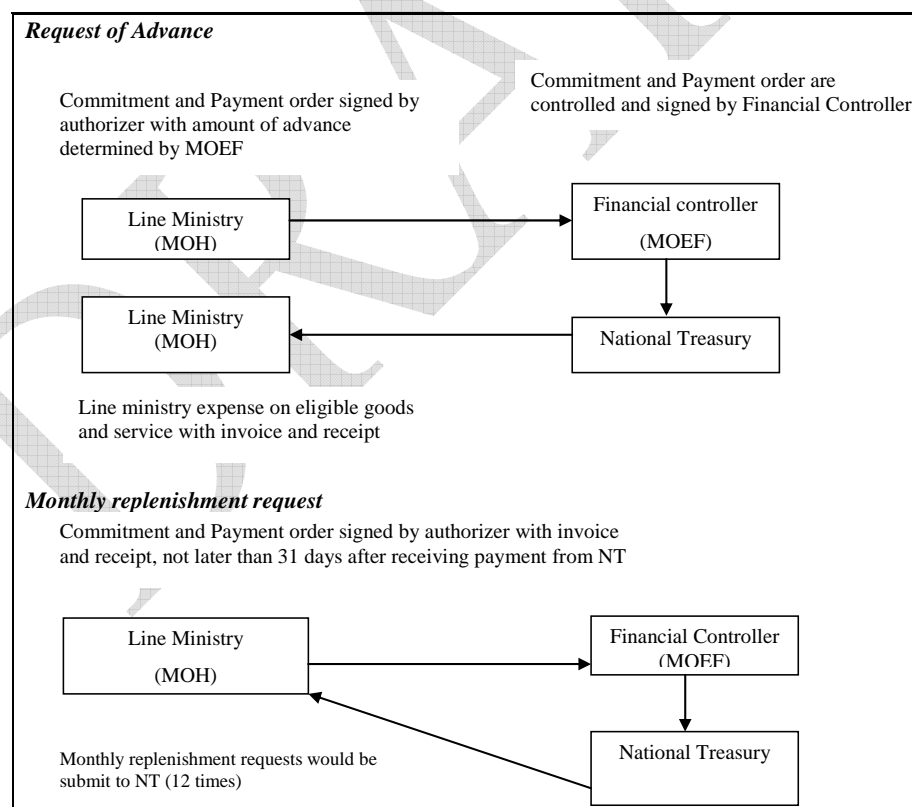 Request of Advance
Commitment and Payment order signed by
authorizer with amount of advance
determined by MOEF
Commitment and Payment order are
controlled and signed by Financial Controller
Line Ministry
(MOH)
Financial controller
(MOEF)
Line Ministry
(MOH)
National Treasury
Line ministry expense on eligible goods
and service with invoice and receipt
Monthly replenishment request
Commitment and Payment order signed by authorizer with invoice
and receipt, not later than 31 days after receiving payment from NT
Line Ministry
(MOH)
Financial Controller
(MOEF)
National Treasury
Monthly replenishment requests would be
submit to NT (12 times)